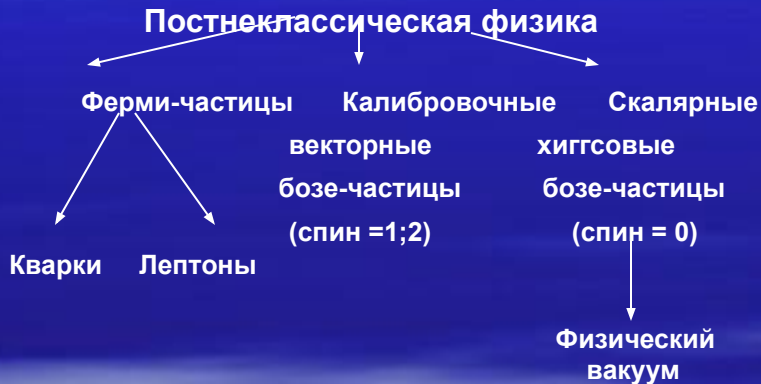 Постнеклассическая физика
Ферми-частицы Калибровочные Скалярные
векторные хиггсовые
бозе-частицы бозе-частицы
(спин =1;2) (спин = 0)
Кварки Лептоны
Физический
вакуум